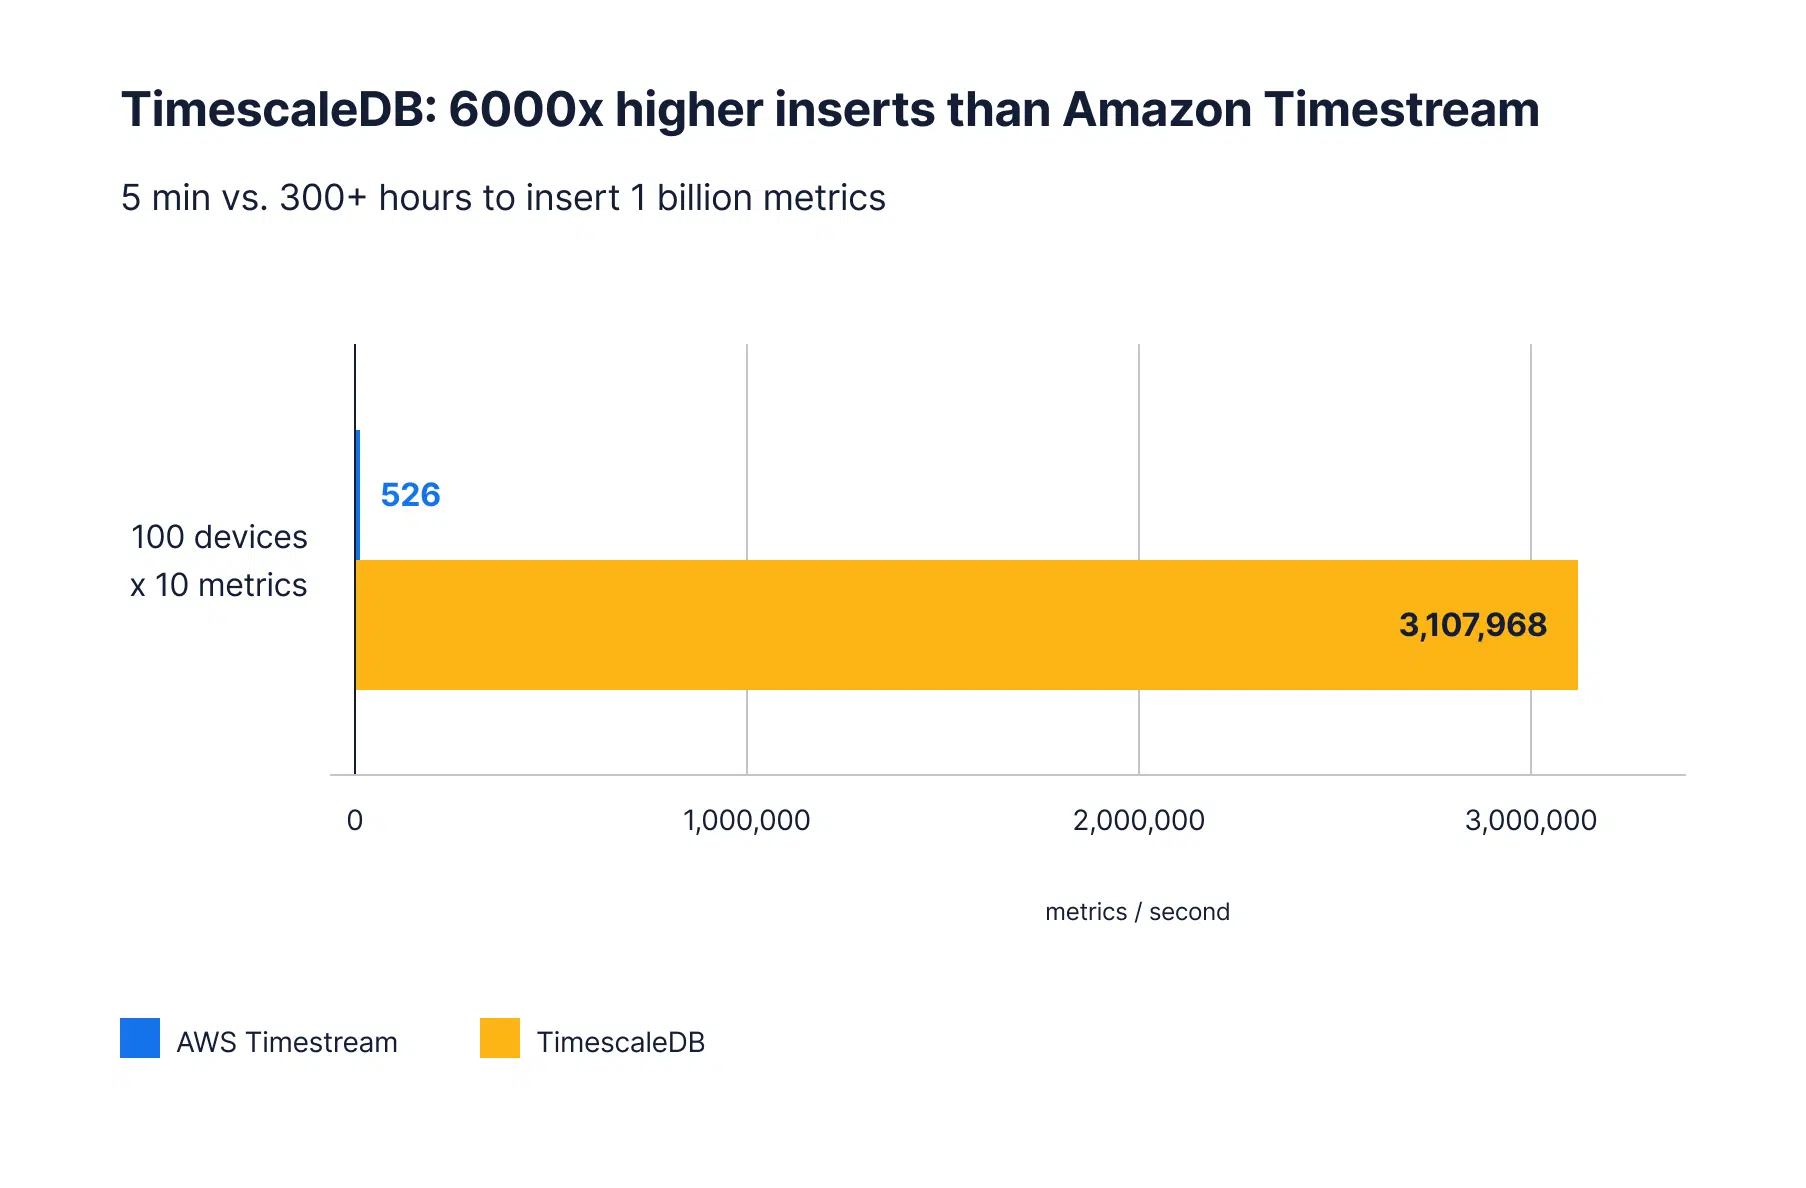 TimescaleDB: 6000x higher inserts than Amazon Timestream
5 min vs. 300+ hours to insert 1 billion metrics
526
100 devices
x 10 metrics
3,107,968
0
1,000,000
2,000,000
3,000,000
metrics / second
AWS Timestream
TimescaleDB